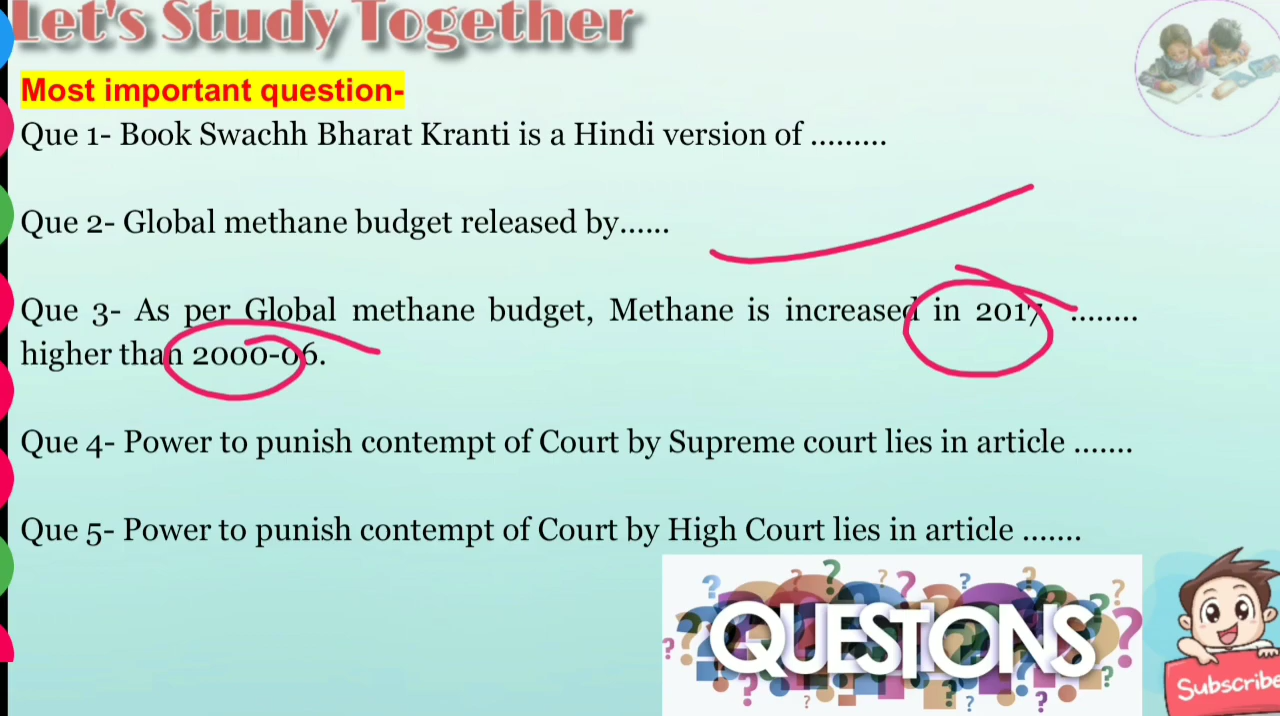 Let's Study Together
Most important question-
Que 1- Book Swachh Bharat Kranti is a Hindi version of .........
Que 2- Global methane budget released by......
Que 3- As per Global methane budget, Methane is increased in 2017 ........
higher than 2000-06.
Que 4- Power to punish contempt of Court by Supreme court lies in article .......
Que 5- Power to punish contempt of Court by High Court lies in article .......
QUESTONS
Subscribe